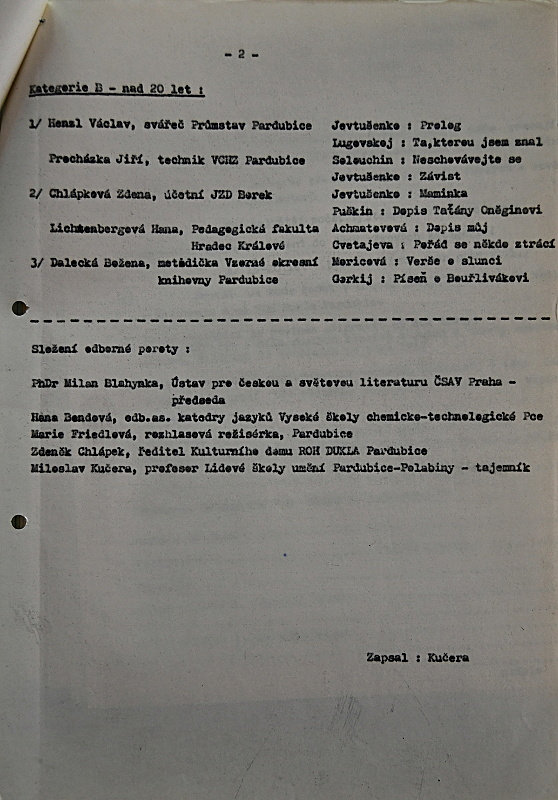 - 2 -
Kategorie B - nad 20 let :
1/ Henzl Václav, svářeč Průmstav Pardubice Jevtušenko : Prolog
Lugovskoj : Ta,kterou jsem znal
Procházka Jiří, technik VCHZ Pardubice Solouchin : Neschovávejte se
Jevtušenko : Závist
2/ Chlápková Zdena, účetní JZD Borek Jevtušenko : Maminka
Puškin : Dopis Taťány Oněginovi
Lichtenbergová Hana, Pedagogická fakulta Achmatovová : Dopis můj
Hradec Králové Cvetajeva : Pořád se někde ztrácí
3/ Dalecká Božena, metodička Vzorné okresní Moricová : Verše o slunci
knihovny Pardubice Gorkij : Píseň o Bouřlivákovi
Složení odborné poroty :
PhDr Milan Blahynka, Ústav pro českou a světovou literaturu ČSAV Praha -
předseda
Hana Bendová, odb.as. katedry jazyků Vysoké školy chemicko-technologické Pce
Marie Friedlová, rozhlasová režisérka, Pardubice
Zdeněk Chlápek, ředitel Kulturního domu ROH DUKLA Pardubice
Miloslav Kučera, profesor Lidové školy umění Pardubice-Polabiny - tajemník
Zapsal : Kučera